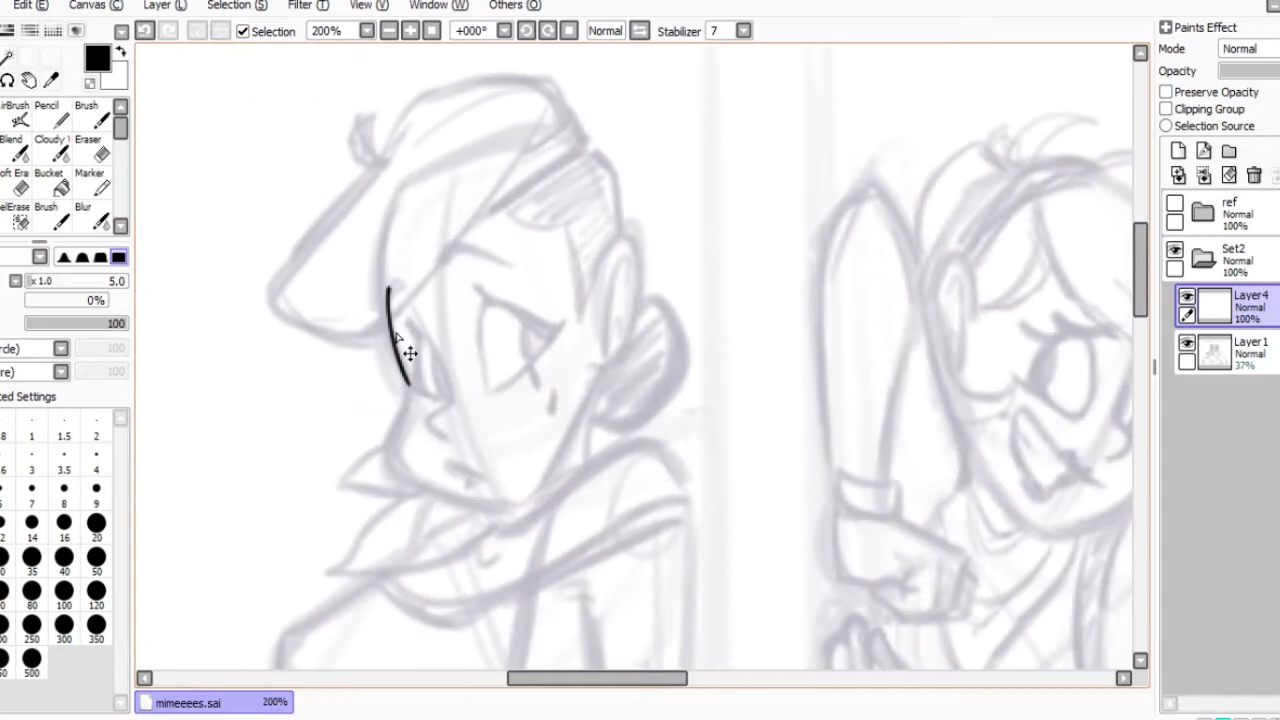 Edit (E) Canvas (C) Layer (L) Selection (S) Filter (T) View (V) Window (W) Others (O)
Selection 200% +000° Normal Stabilizer 7
Paints Effect
Mode Normal
Opacity
Preserve Opacity
Clipping Group
Selection Source
AirBrush Pencil Brush
Blend Cloudy Eraser
Bucket Marker
Brush Blur
x 1.0 5.0
0%
100
100
100
1 1.5 2
3 3.5 4
7 8 9
14 16 20
35 40 50
80 100 120
250 300 350
500
ref
Normal
100%
Set2
Normal
100%
Layer4
Normal
100%
Layer1
Normal
37%
mimeeees.sai 200%